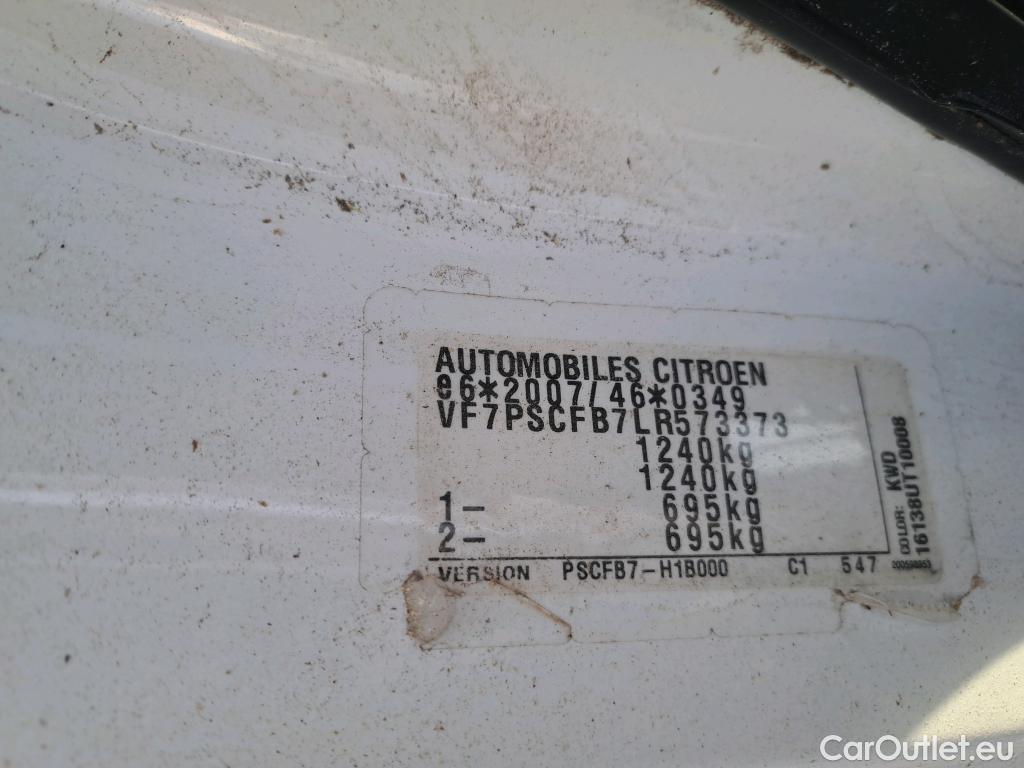 AUTOMOBILES CITROEN
e6*2007/46*0349
VF7PSCFB7LR573373
1240kg
1240kg
1- 695kg
2- 695kg
VERSION PSCFB7-H1B000 C1 547
COLOR: KWD
16138UT10008
CarOutlet.eu